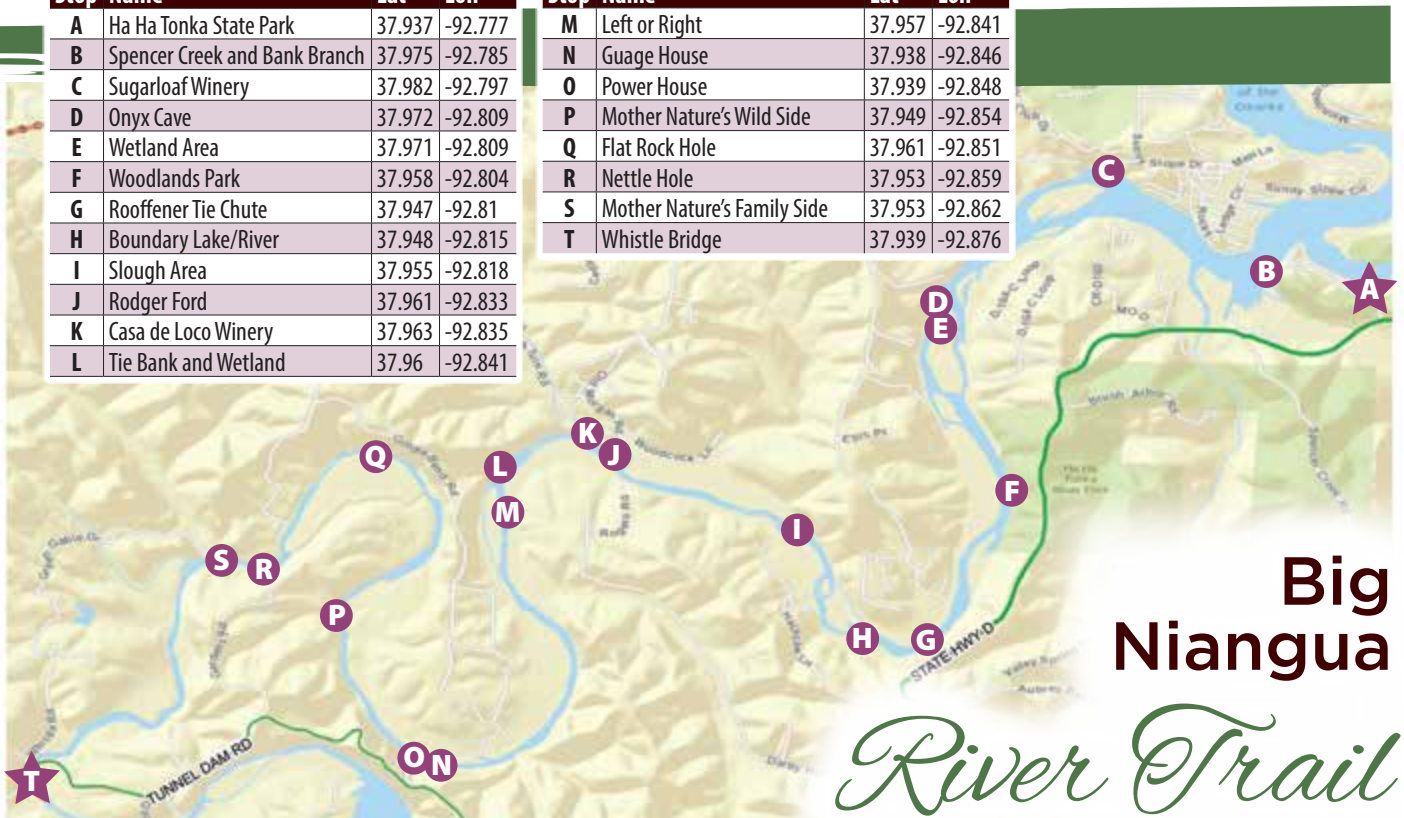 Stop Name Lat Lon
A Ha Ha Tonka State Park 37.937 -92.777
B Spencer Creek and Bank Branch 37.975 -92.785
C Sugarloaf Winery 37.982 -92.797
D Onyx Cave 37.972 -92.809
E Wetland Area 37.971 -92.809
F Woodlands Park 37.958 -92.804
G Rooffener Tie Chute 37.947 -92.81
H Boundary Lake/River 37.948 -92.815
I Slough Area 37.955 -92.818
J Rodger Ford 37.961 -92.833
K Casa de Loco Winery 37.963 -92.835
L Tie Bank and Wetland 37.96 -92.841
Stop Name Lat Lon
M Left or Right 37.957 -92.841
N Guage House 37.938 -92.846
O Power House 37.939 -92.848
P Mother Nature's Wild Side 37.949 -92.854
Q Flat Rock Hole 37.961 -92.851
R Nettle Hole 37.953 -92.859
S Mother Nature's Family Side 37.953 -92.862
T Whistle Bridge 37.939 -92.876
of the
Ozarks
C
B
A
D
E
MO-D
K
J
Q
L
F
M
I
S
R
P
H
G
STATE HWY-D
O
N
T
TUNNEL DAM RD
Big
Niangua
River Trail